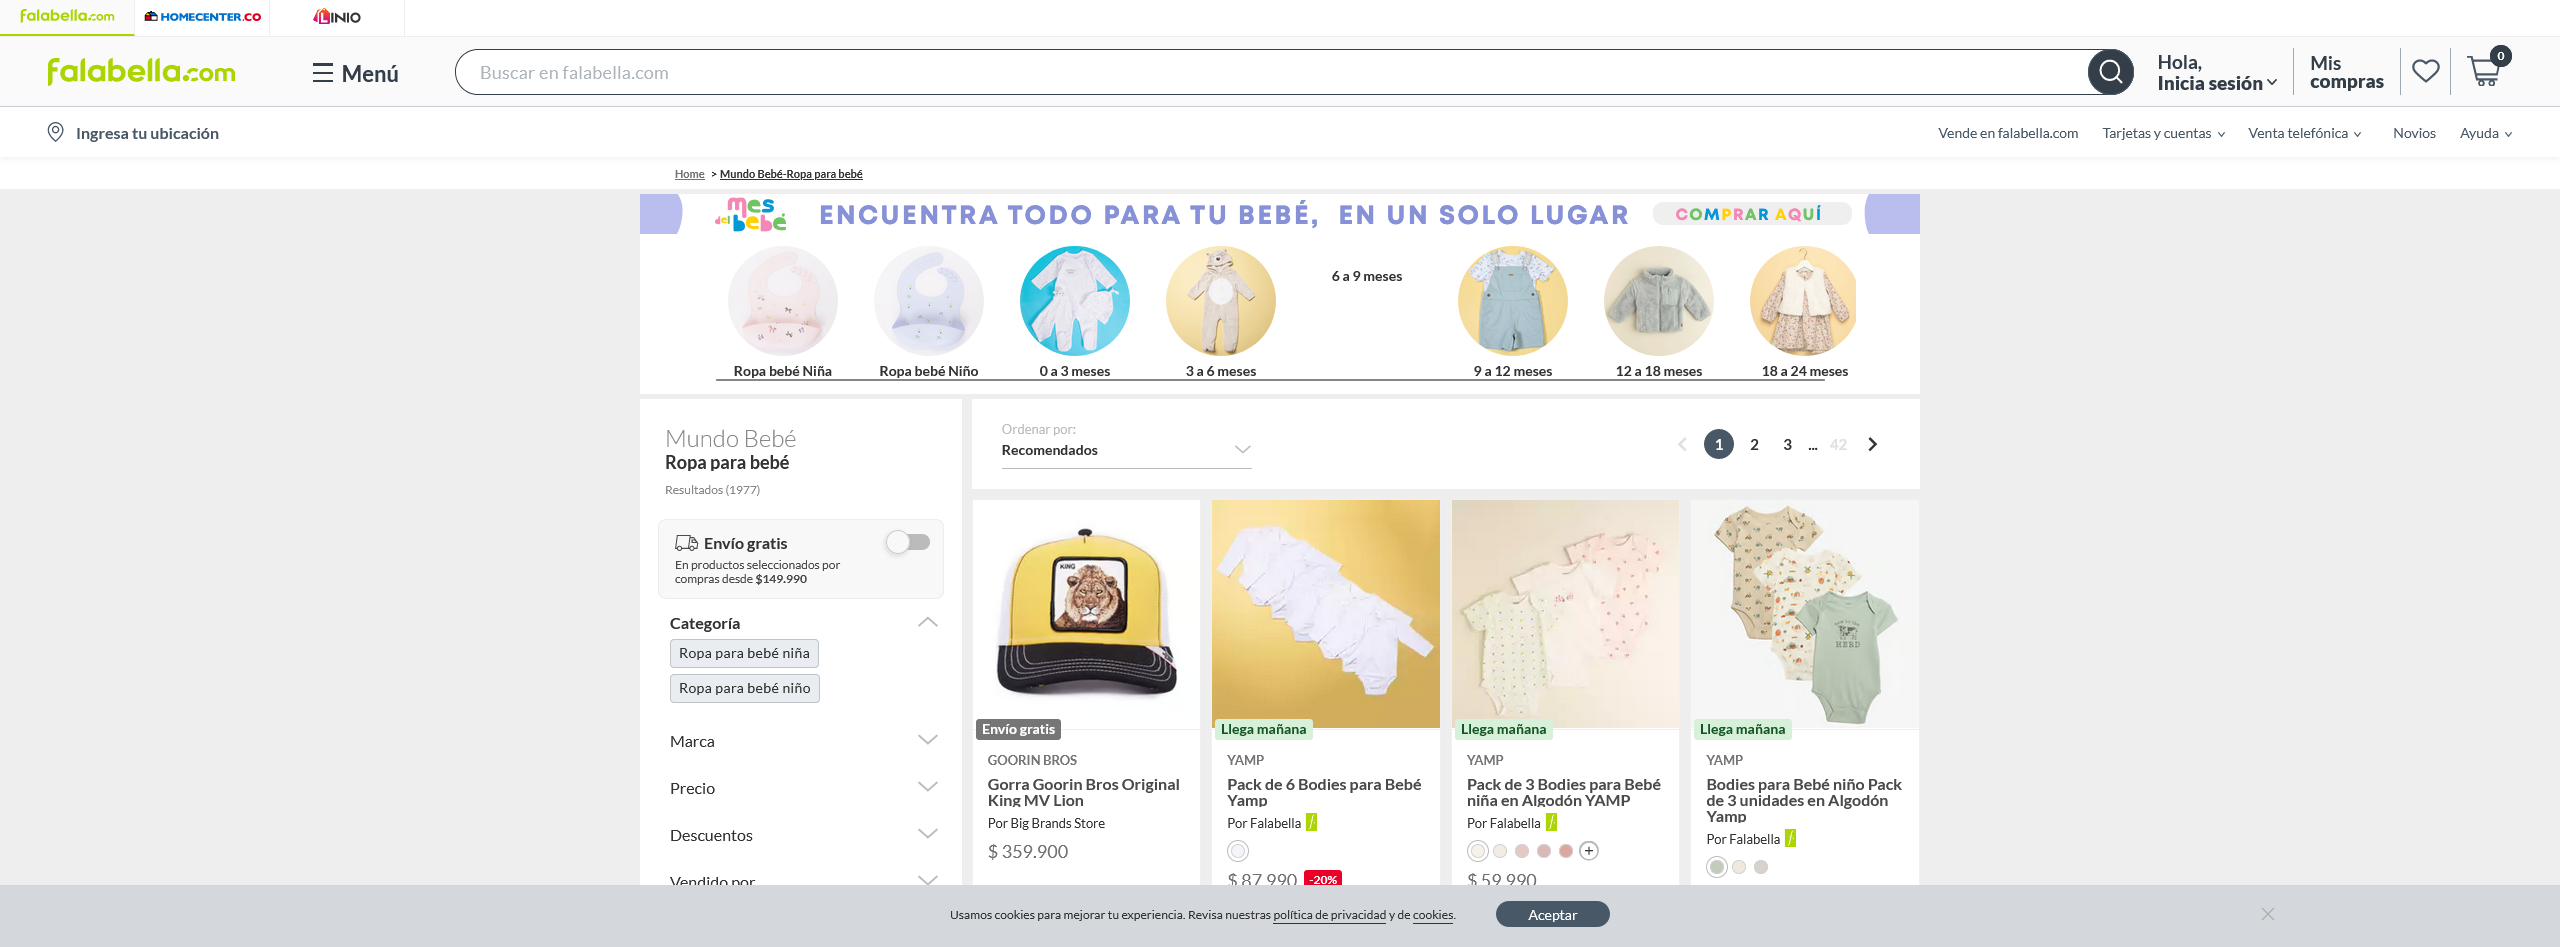 falabella.com
HOMECENTER.CO
LINIO
falabella.com
Menú
Buscar en falabella.com
Hola,
Inicia sesión
Mis
compras
0
Ingresa tu ubicación
Vende en falabella.com
Tarjetas y cuentas
Venta telefónica
Novios
Ayuda
Home > Mundo Bebé-Ropa para bebé
mes
del bebé
ENCUENTRA TODO PARA TU BEBÉ, EN UN SOLO LUGAR
COMPRAR AQUÍ
Ropa bebé Niña
Ropa bebé Niño
0 a 3 meses
3 a 6 meses
6 a 9 meses
9 a 12 meses
12 a 18 meses
18 a 24 meses
Mundo Bebé
Ropa para bebé
Resultados (1977)
Envío gratis
En productos seleccionados por
compras desde $149.990
Categoría
Ropa para bebé niña
Ropa para bebé niño
Marca
Precio
Descuentos
Vendido por
Ordenar por:
Recomendados
1 2 3 ... 42
KING
Envío gratis
GOORIN BROS
Gorra Goorin Bros Original
King MV Lion
Por Big Brands Store
$ 359.900
Llega mañana
YAMP
Pack de 6 Bodies para Bebé
Yamp
Por Falabella
$ 87.990 -20%
Llega mañana
YAMP
Pack de 3 Bodies para Bebé
niña en Algodón YAMP
Por Falabella
$ 59.990
HERD
Llega mañana
YAMP
Bodies para Bebé niño Pack
de 3 unidades en Algodón
Yamp
Por Falabella
Usamos cookies para mejorar tu experiencia. Revisa nuestras política de privacidad y de cookies.
Aceptar